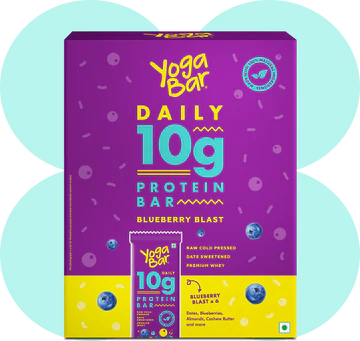 Yoga
Bar
DAILY
10g
PROTEIN
BAR
BLUEBERRY BLAST
RAW COLD PRESSED
DATE SWEETENED
PREMIUM WHEY
Yoga
Bar
DAILY
10g
PROTEIN
BAR
BLUEBERRY
BLAST x 6
Dates, Blueberries,
Almonds, Cashew Butter
and more